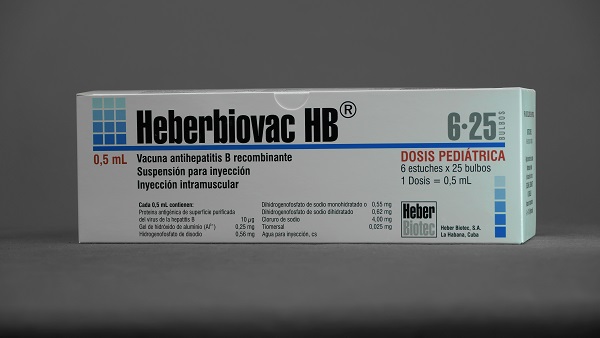 Heberbiovac HB®
6·25
BULBOS
0,5 mL
Vacuna antihepatitis B recombinante
Suspensión para inyección
Inyección intramuscular
DOSIS PEDIÁTRICA
6 estuches x 25 bulbos
1 Dosis = 0,5 mL
Cada 0,5 mL contienen:
Proteína antigénica de superficie purificada
del virus de la hepatitis B 10 µg
Gel de hidróxido de aluminio (Al³⁺) 0,25 mg
Hidrogenofosfato de disodio 0,56 mg
Dihidrogenofosfato de sodio monohidratado o 0,55 mg
Dihidrogenofosfato de sodio dihidratado 0,62 mg
Cloruro de sodio 4,00 mg
Tiomersal 0,025 mg
Agua para inyección, cs
Heber
Biotec
Heber Biotec, S.A.
La Habana, Cuba